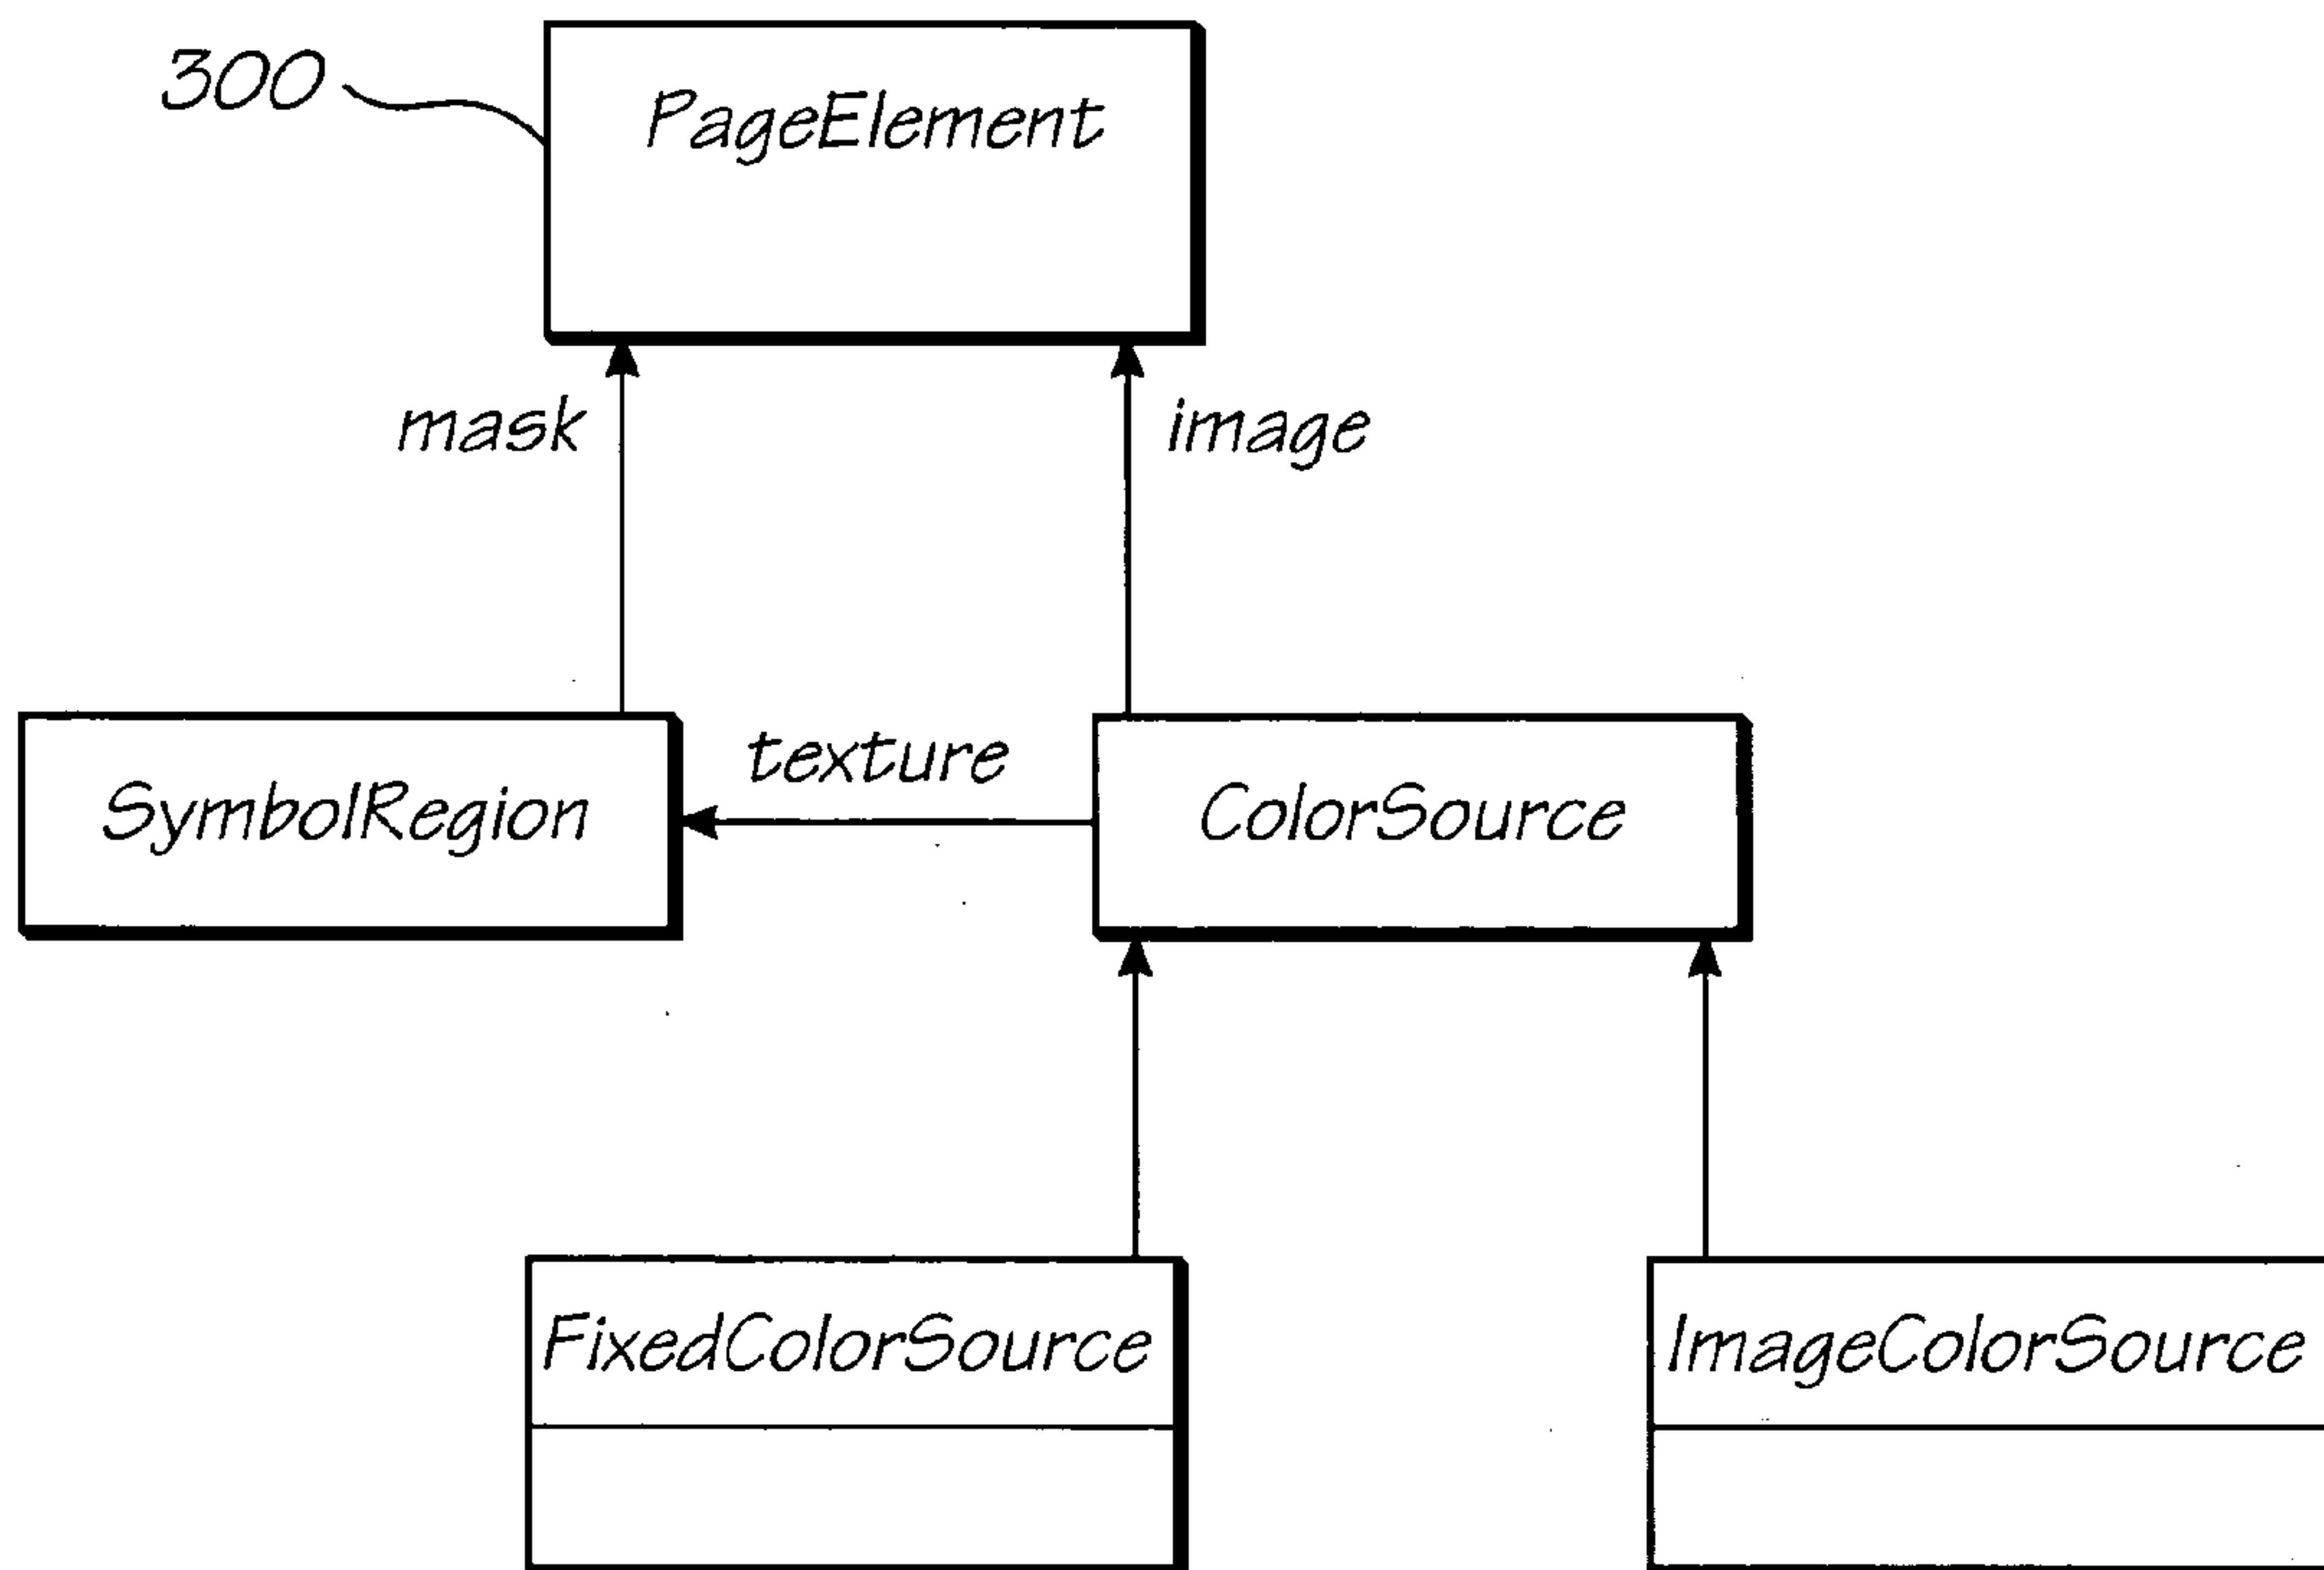 300
PageElement
mask
image
texture
SymbolRegion
ColorSource
FixedColorSource
ImageColorSource